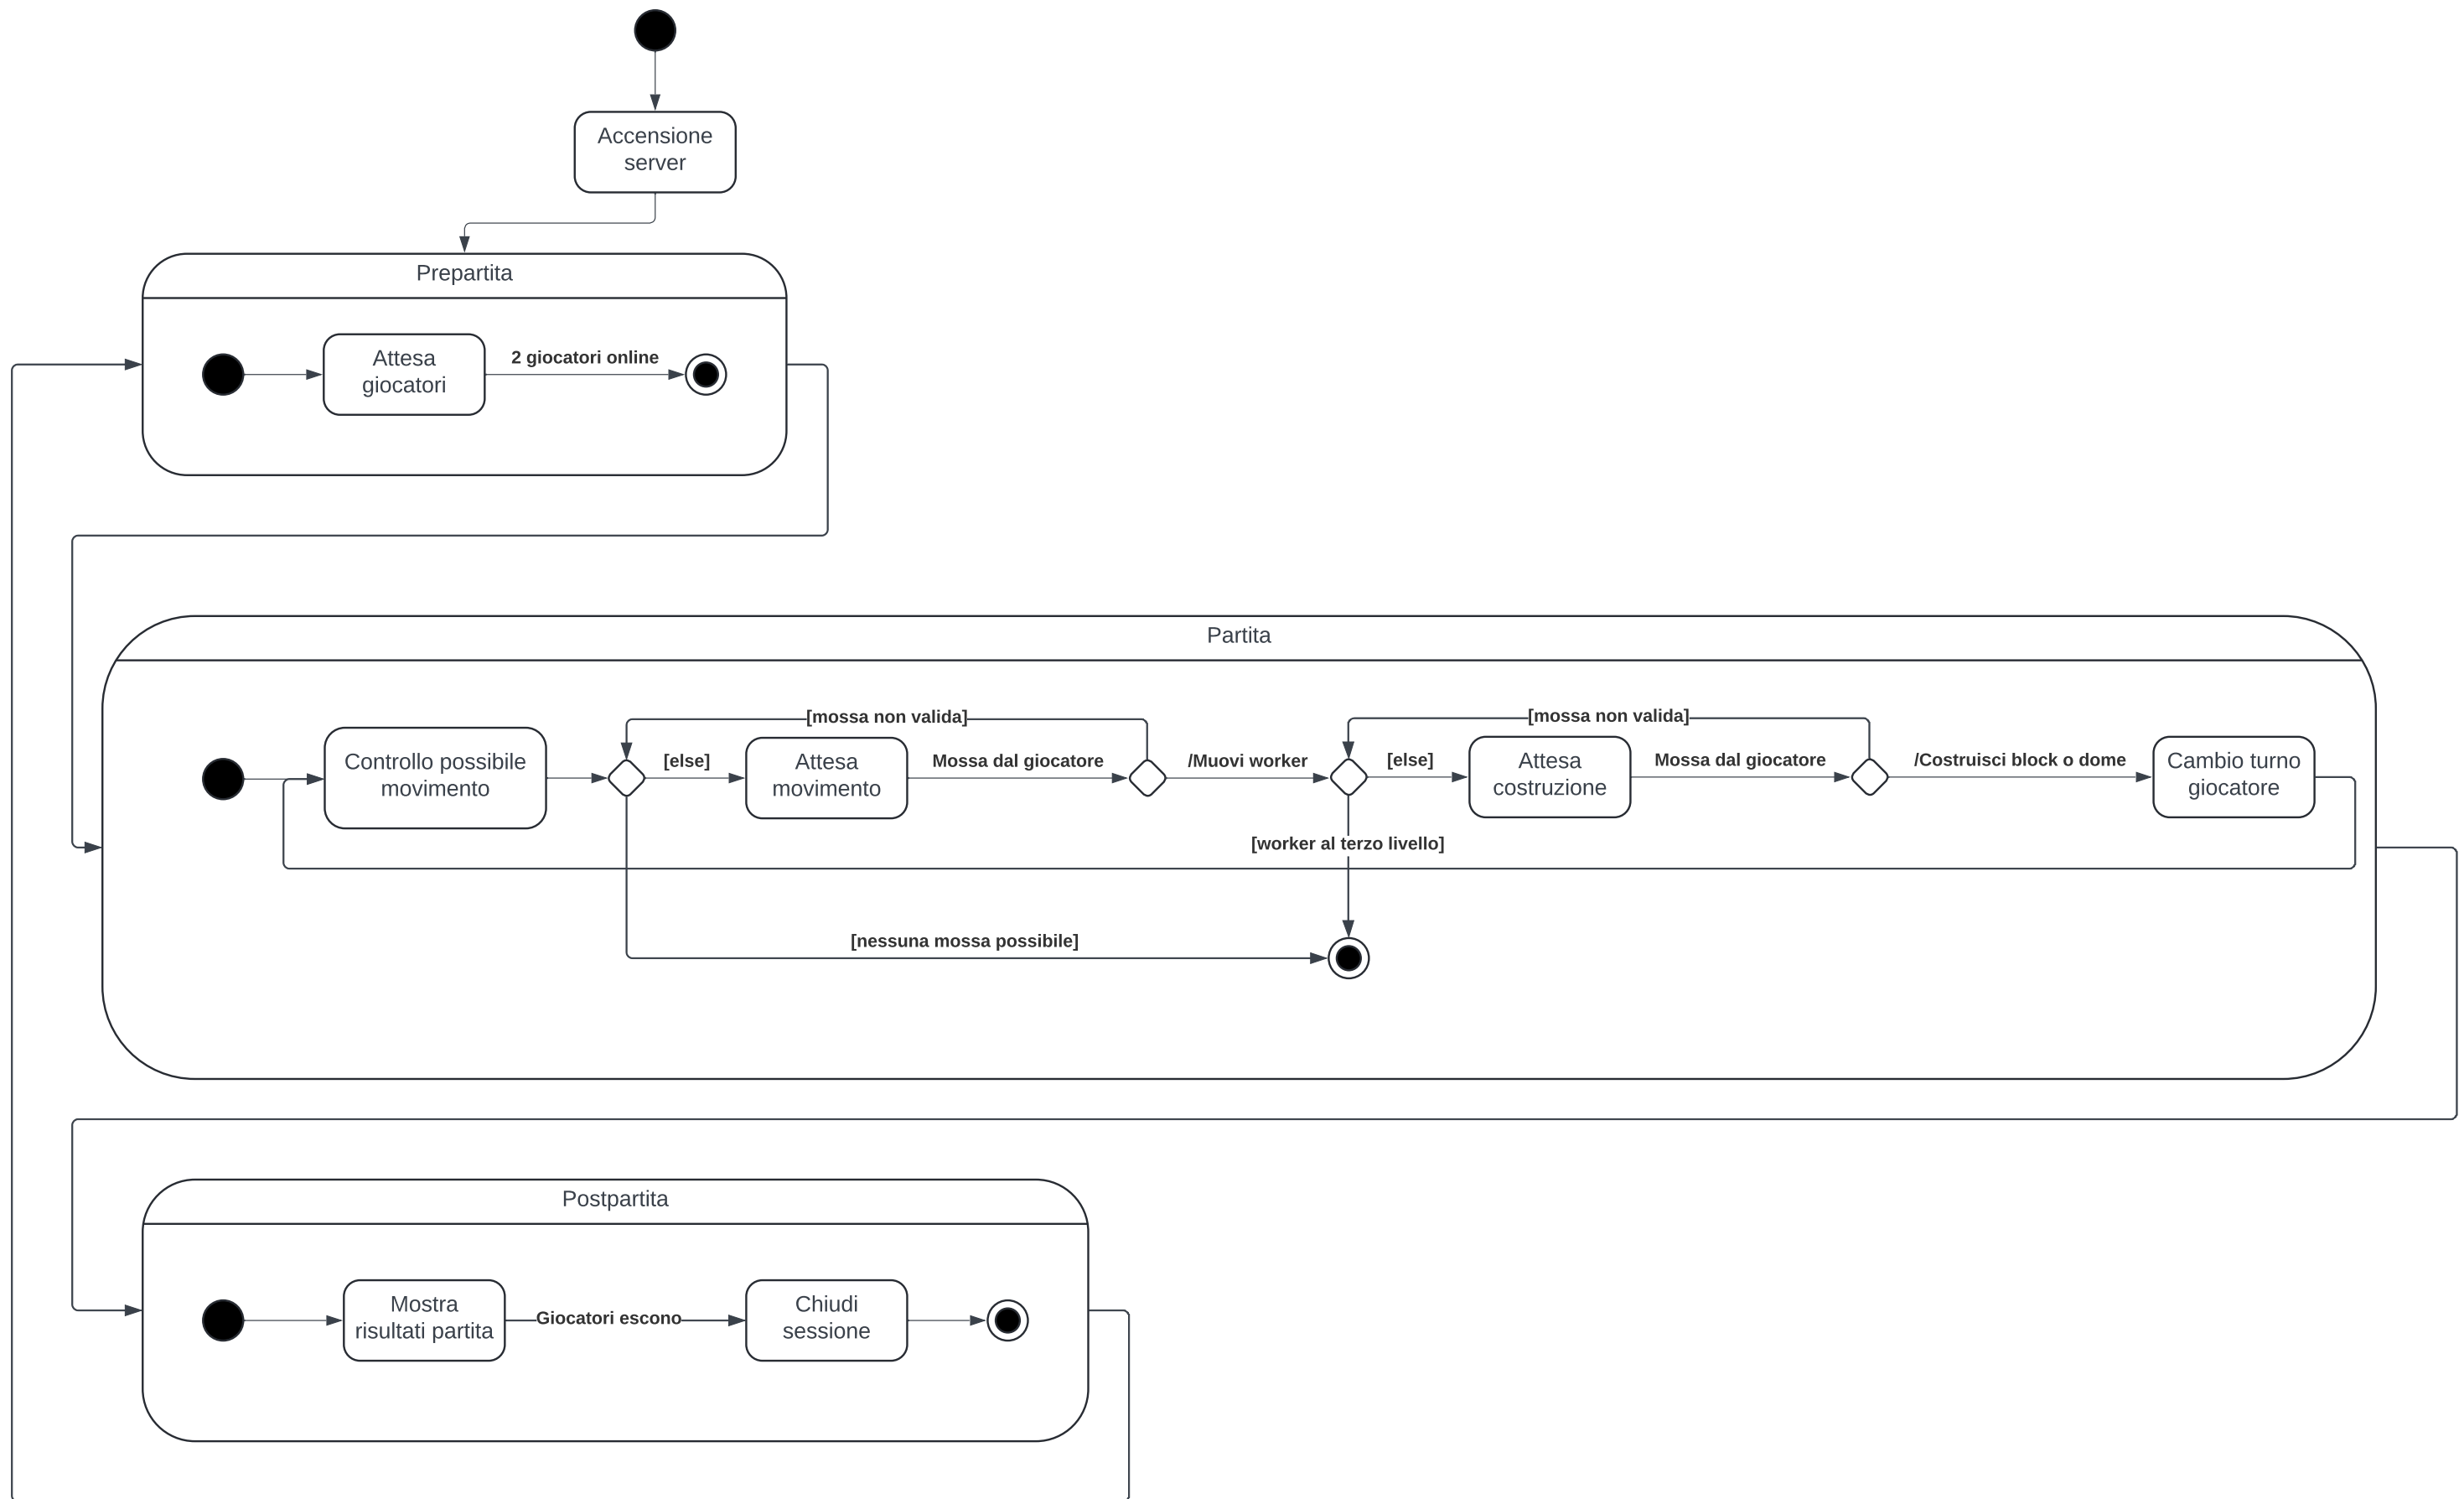 Accensione
server
Prepartita
Attesa
giocatori
2 giocatori online
Partita
Controllo possibile
movimento
[mossa non valida]
[else]
Attesa
movimento
Mossa dal giocatore
/Muovi worker
[mossa non valida]
[else]
Attesa
costruzione
Mossa dal giocatore
/Costruisci block o dome
Cambio turno
giocatore
[worker al terzo livello]
[nessuna mossa possibile]
Postpartita
Mostra
risultati partita
Giocatori escono
Chiudi
sessione